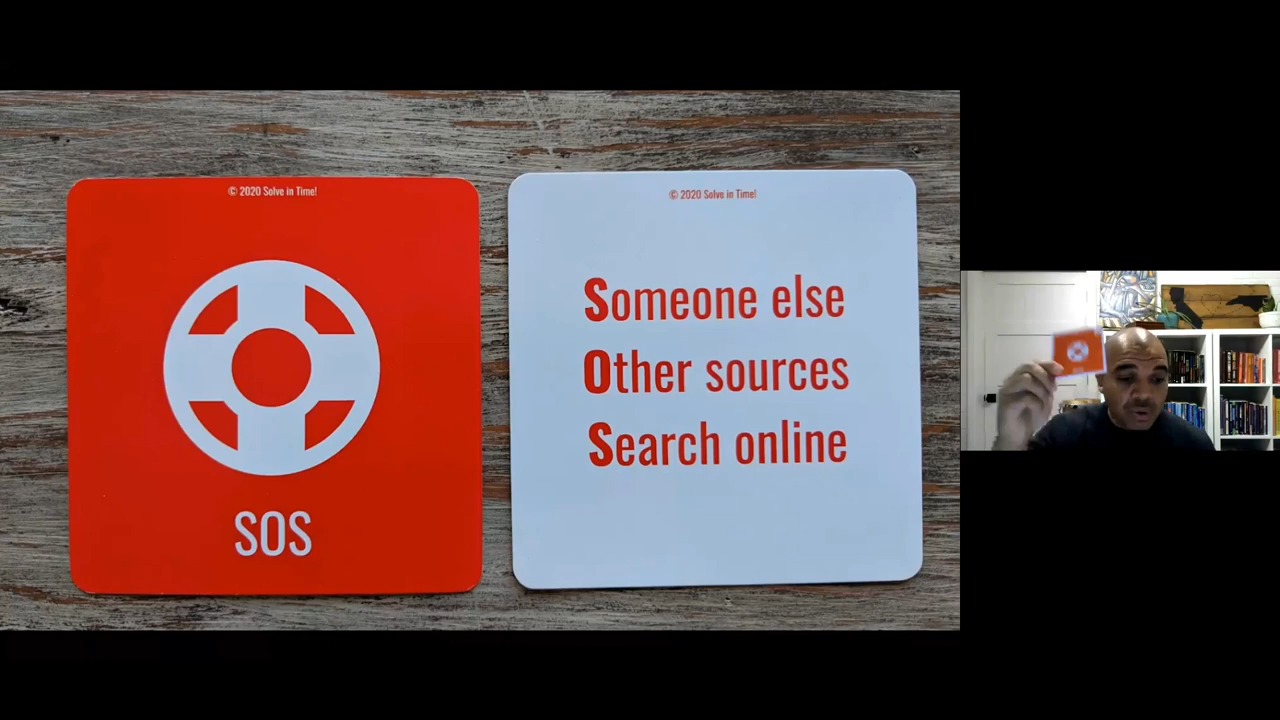 © 2020 Solve in Time!
SOS
© 2020 Solve in Time!
Someone else
Other sources
Search online